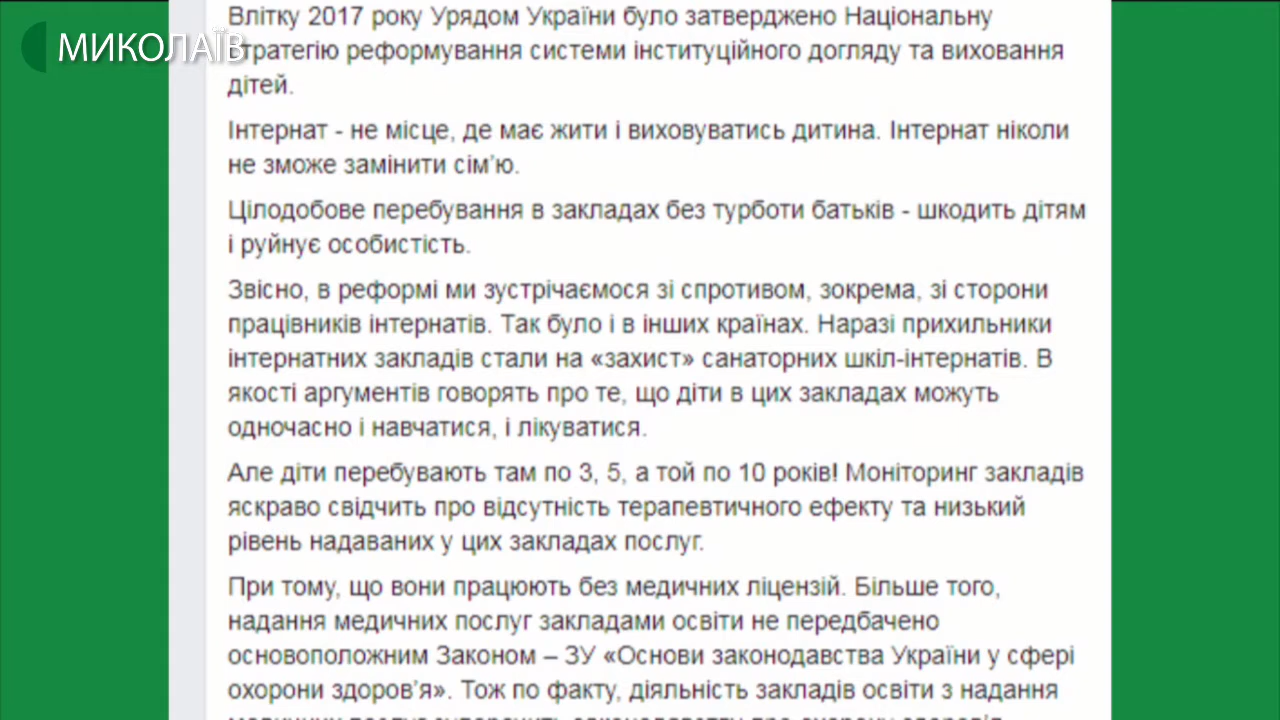 Влітку 2017 року Урядом України було затверджено Національну
МИКОЛАЇВ
стратегію реформування системи інституційного догляду та виховання
дітей.
Інтернат - не місце, де має жити і виховуватись дитина. Інтернат ніколи
не зможе замінити сім’ю.
Цілодобове перебування в закладах без турботи батьків - шкодить дітям
і руйнує особистість.
Звісно, в реформі ми зустрічаємося зі спротивом, зокрема, зі сторони
працівників інтернатів. Так було і в інших країнах. Наразі прихильники
інтернатних закладів стали на «захист» санаторних шкіл-інтернатів. В
якості аргументів говорять про те, що діти в цих закладах можуть
одночасно і навчатися, і лікуватися.
Але діти перебувають там по 3, 5, а той по 10 років! Моніторинг закладів
яскраво свідчить про відсутність терапевтичного ефекту та низький
рівень надаваних у цих закладах послуг.
При тому, що вони працюють без медичних ліцензій. Більше того,
надання медичних послуг закладами освіти не передбачено
основоположним Законом – ЗУ «Основи законодавства України у сфері
охорони здоров’я». Тож по факту, діяльність закладів освіти з надання